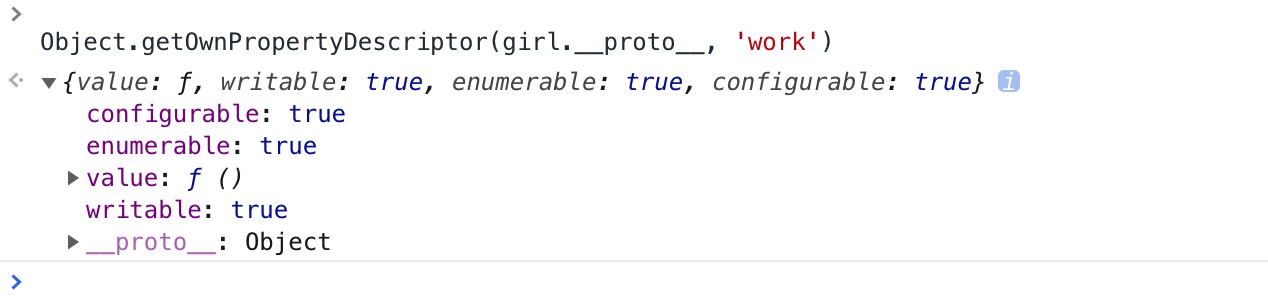 Object.getOwnPropertyDescriptor(girl.__proto__, 'work')
{value: ƒ, writable: true, enumerable: true, configurable: true} i
configurable: true
enumerable: true
value: ƒ ()
writable: true
__proto__: Object